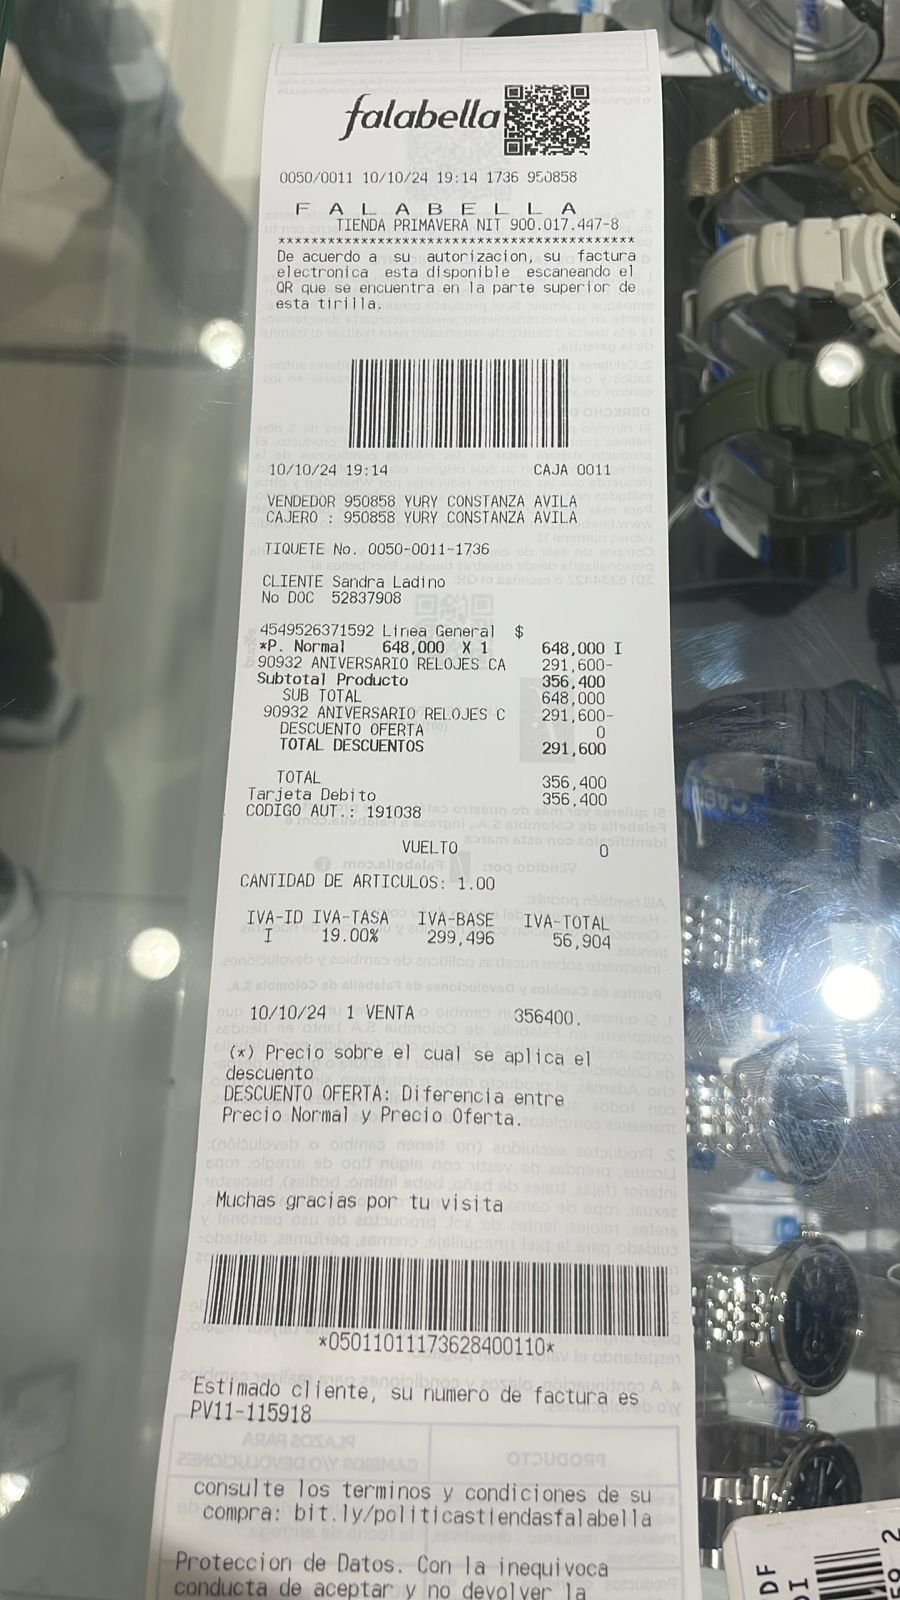 falabella
0050/0011 10/10/24 19:14 1736 950858
F A L A B E L L A
TIENDA PRIMAVERA NIT 900.017.447-8
*******************************************
De acuerdo a su autorizacion, su factura
electronica esta disponible escaneando el
QR que se encuentra en la parte superior de
esta tirilla.
10/10/24 19:14 CAJA 0011
VENDEDOR 950858 YURY CONSTANZA AVILA
CAJERO : 950858 YURY CONSTANZA AVILA
TIQUETE No. 0050-0011-1736
CLIENTE Sandra Ladino
No DOC 52837908
4549526371592 Linea General $
*P. Normal 648,000 X 1 648,000 I
90932 ANIVERSARIO RELOJES CA 291,600-
Subtotal Producto 356,400
SUB TOTAL 648,000
90932 ANIVERSARIO RELOJES C 291,600-
DESCUENTO OFERTA 0
TOTAL DESCUENTOS 291,600
TOTAL 356,400
Tarjeta Debito 356,400
CODIGO AUT.: 191038
VUELTO 0
CANTIDAD DE ARTICULOS: 1.00
IVA-ID IVA-TASA IVA-BASE IVA-TOTAL
I 19.00% 299,496 56,904
10/10/24 1 VENTA 356400.
(*) Precio sobre el cual se aplica el
descuento
DESCUENTO OFERTA: Diferencia entre
Precio Normal y Precio Oferta.
Muchas gracias por tu visita
*05011011173628400110*
Estimado cliente, su numero de factura es
PV11-115918
consulte los terminos y condiciones de su
compra: bit.ly/politicastiendasfalabella
Proteccion de Datos. Con la inequivoca
conducta de aceptar y no devolver la